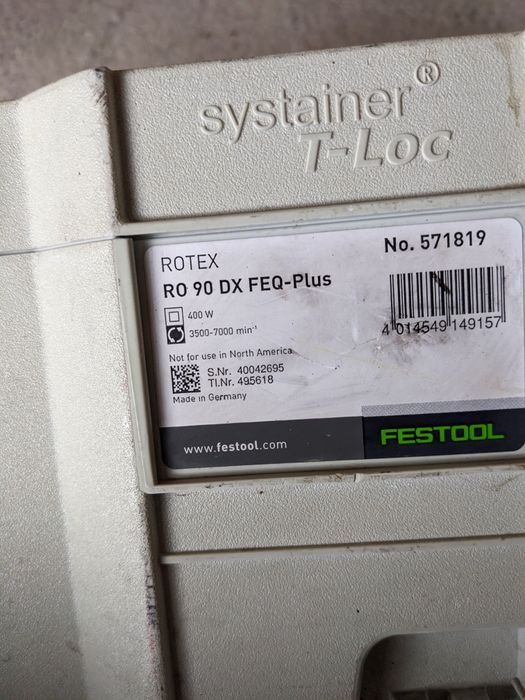 systainer®
T-Loc
ROTEX
No. 571819
RO 90 DX FEQ-Plus
400 W
3500-7000 min⁻¹
4 014549 149157
Not for use in North America
S.Nr. 40042695
TI.Nr. 495618
Made in Germany
www.festool.com
FESTOOL